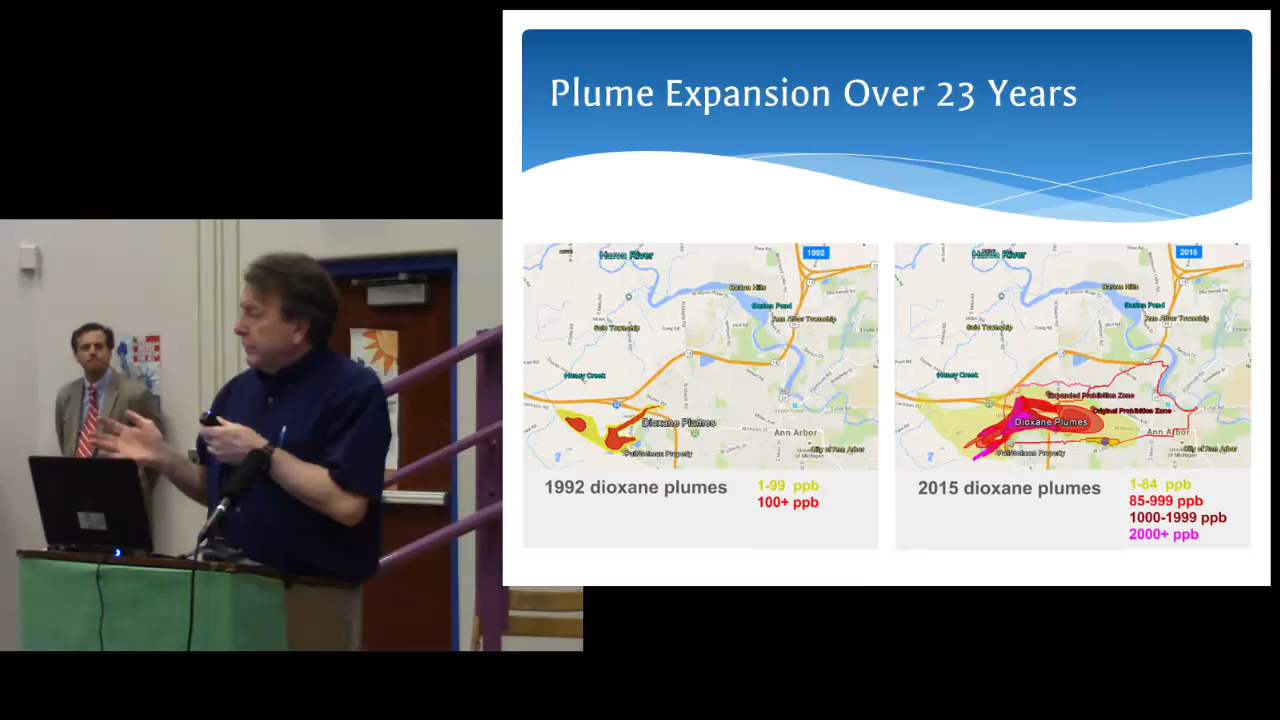 Plume Expansion Over 23 Years
1992
Huron River
Barton Hills
Barton Pond
Ann Arbor Township
Scio Township
Honey Creek
Dioxane Plumes
Ann Arbor
City of Ann Arbor
Pall/Gelman Property
1992 dioxane plumes
1-99 ppb
100+ ppb
2015
Huron River
Barton Hills
Barton Pond
Ann Arbor Township
Scio Township
Honey Creek
Expanded Prohibition Zone
Original Prohibition Zone
Dioxane Plumes
Ann Arbor
City of Ann Arbor
Pall/Gelman Property
2015 dioxane plumes
1-84 ppb
85-999 ppb
1000-1999 ppb
2000+ ppb